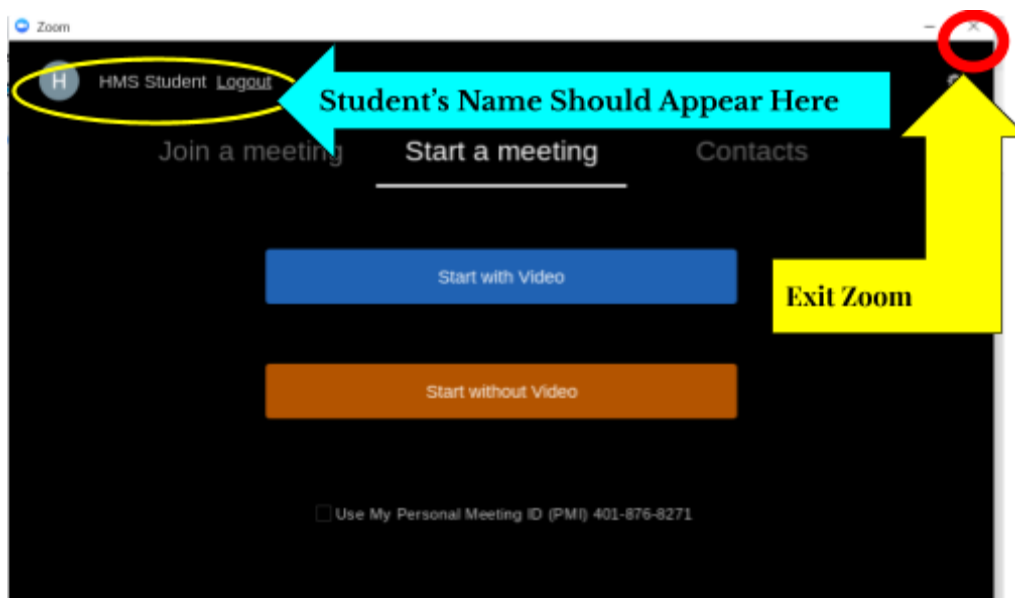 Zoom
H HMS Student Logout
Student's Name Should Appear Here
Join a meeting Start a meeting Contacts
Start with Video
Exit Zoom
Start without Video
Use My Personal Meeting ID (PMI) 401-876-8271